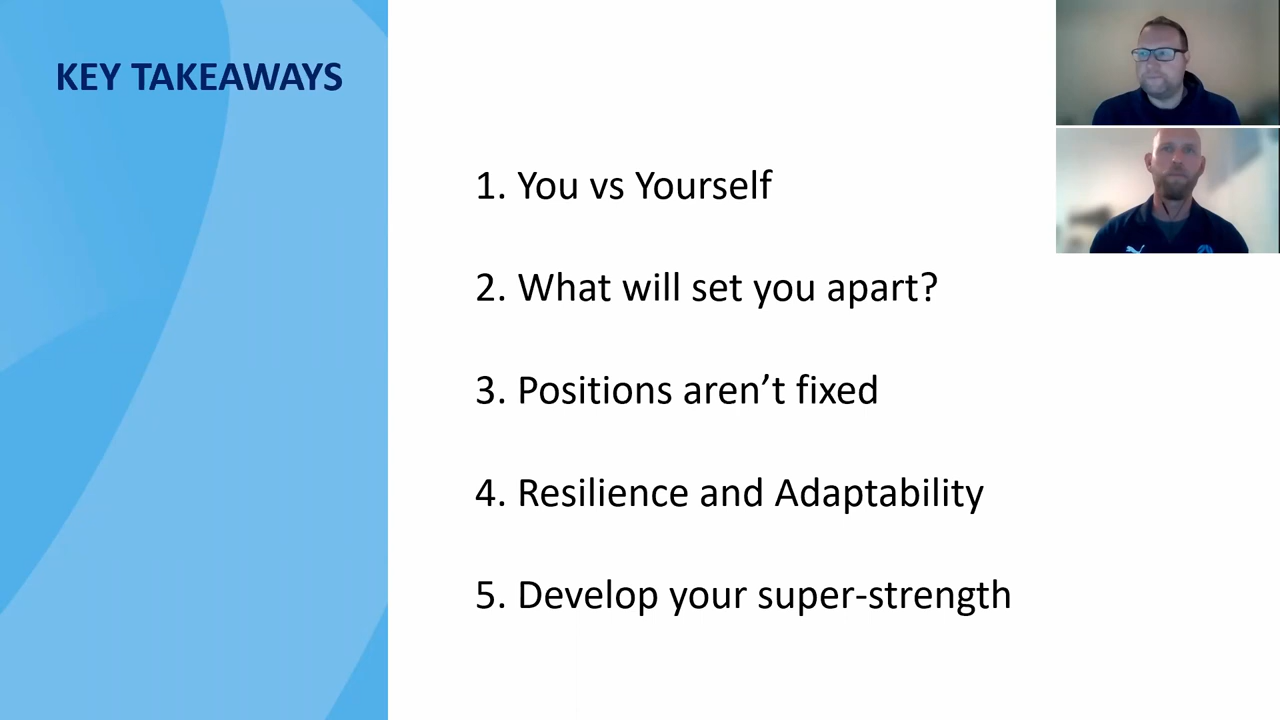 KEY TAKEAWAYS
1. You vs Yourself
2. What will set you apart?
3. Positions aren’t fixed
4. Resilience and Adaptability
5. Develop your super-strength